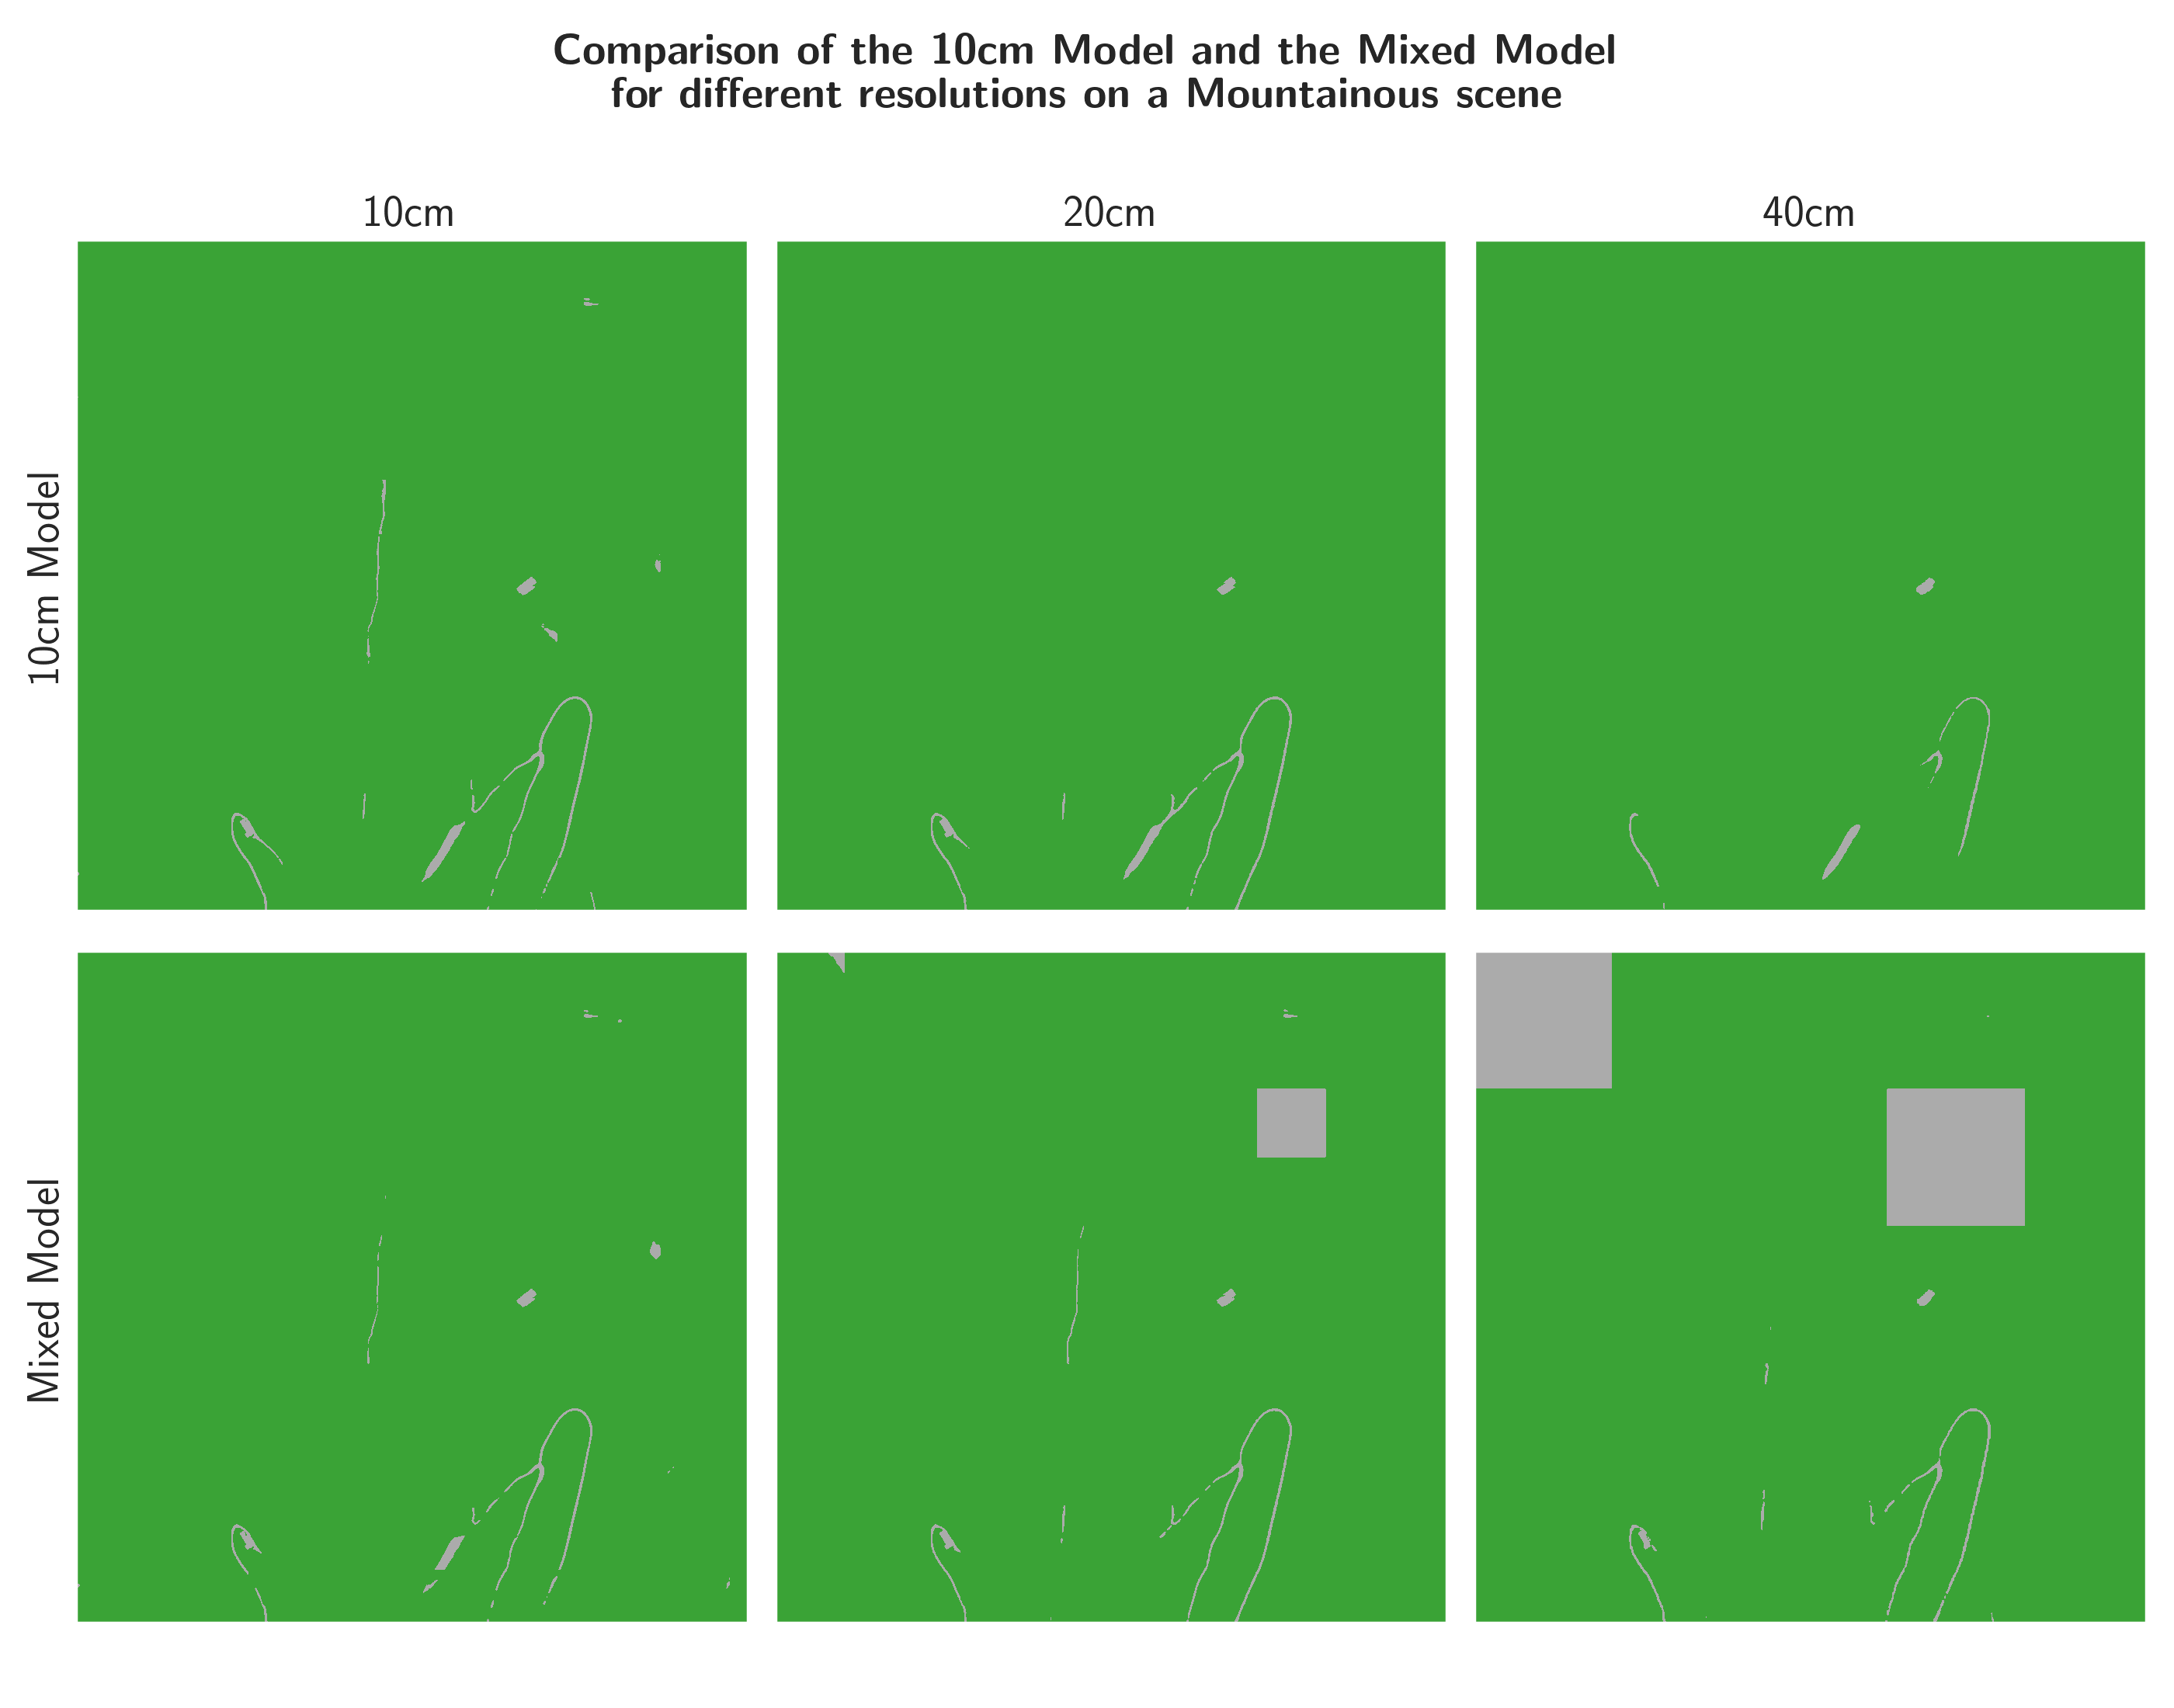 Comparison of the 10cm Model and the Mixed Model
for different resolutions on a Mountainous scene
10cm
20cm
40cm
10cm Model
Mixed Model